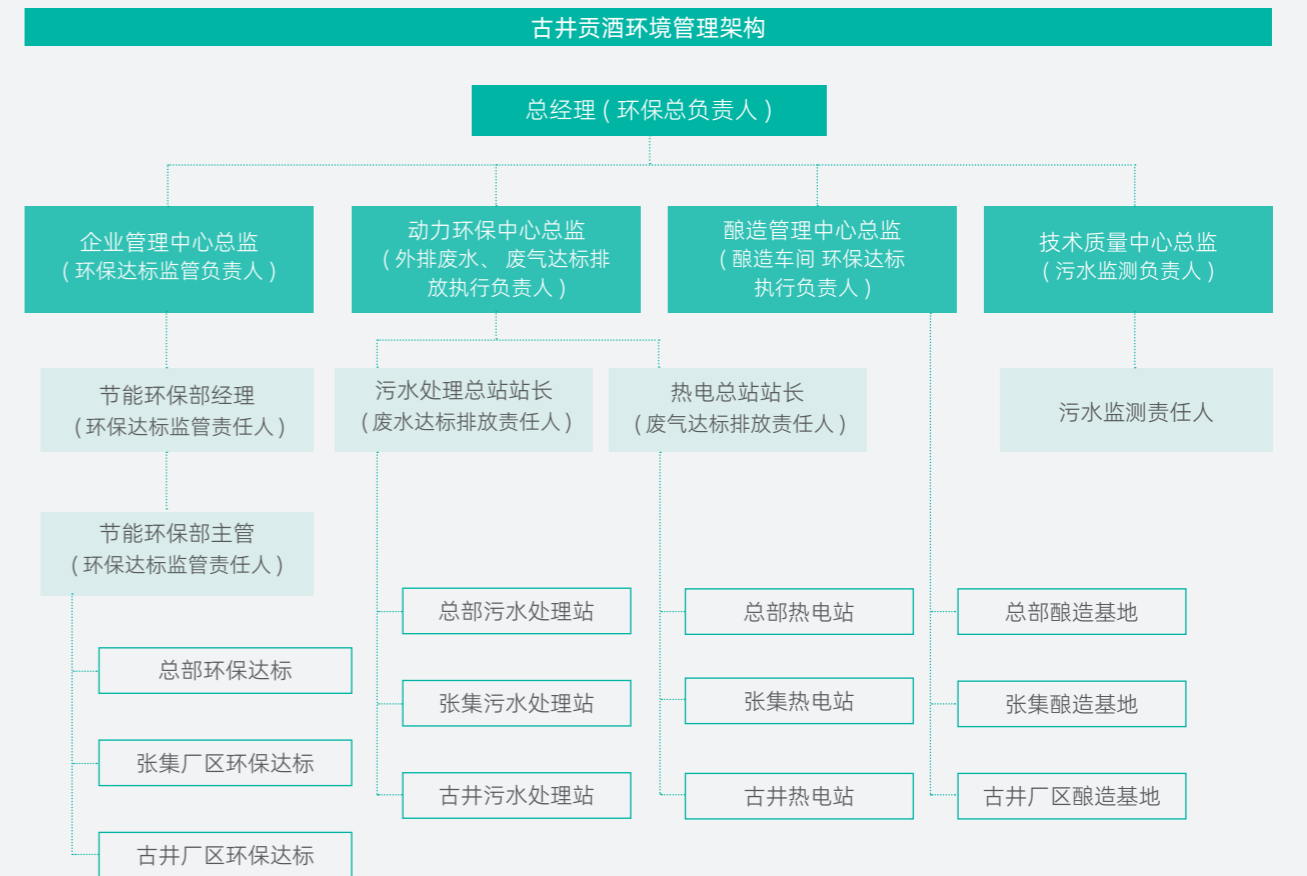 古井贡酒环境管理架构
总经理 ( 环保总负责人 )
企业管理中心总监
( 环保达标监管负责人 )
动力环保中心总监
( 外排废水、 废气达标排
放执行负责人 )
酿造管理中心总监
( 酿造车间 环保达标
执行负责人 )
技术质量中心总监
( 污水监测负责人 )
节能环保部经理
( 环保达标监管责任人 )
污水处理总站站长
( 废水达标排放责任人 )
热电总站站长
( 废气达标排放责任人 )
污水监测责任人
节能环保部主管
( 环保达标监管责任人 )
总部环保达标
张集厂区环保达标
古井厂区环保达标
总部污水处理站
张集污水处理站
古井污水处理站
总部热电站
张集热电站
古井热电站
总部酿造基地
张集酿造基地
古井厂区酿造基地